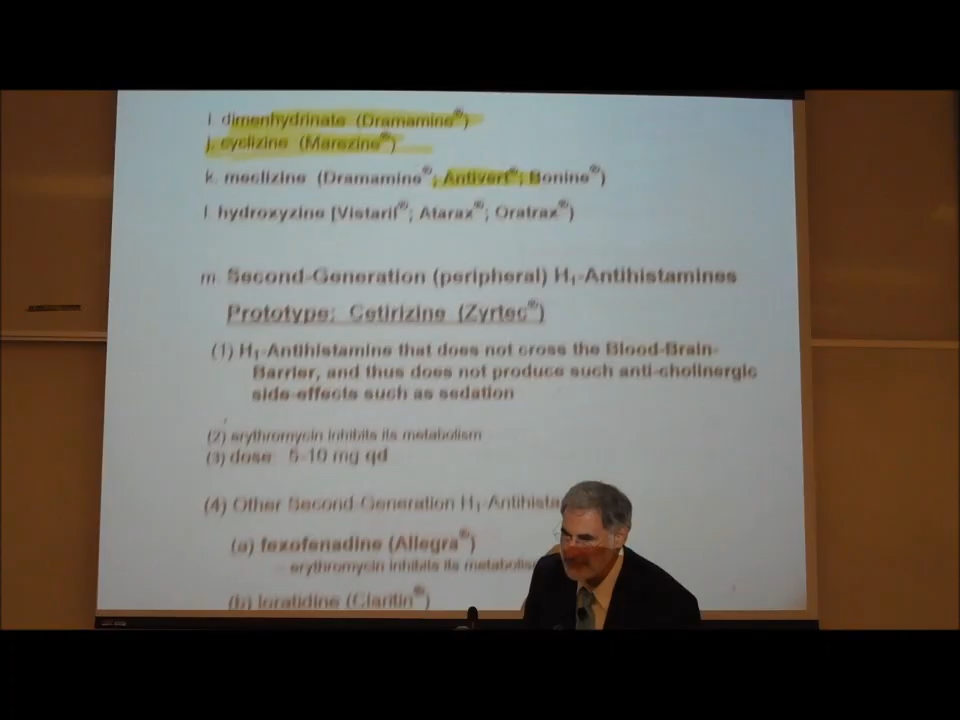 i. dimenhydrinate (Dramamine®)
j. cyclizine (Marezine®)
k. meclizine (Dramamine®; Antivert®; Bonine®)
l. hydroxyzine [Vistaril®; Atarax®; Oratrax®)
m. Second-Generation (peripheral) H₁-Antihistamines
Prototype: Cetirizine (Zyrtec®)
(1) H₁-Antihistamine that does not cross the Blood-Brain-
Barrier, and thus does not produce such anti-cholinergic
side-effects such as sedation
(2) erythromycin inhibits its metabolism
(3) dose: 5-10 mg qd
(4) Other Second-Generation H₁-Antihista
(a) fexofenadine (Allegra®)
erythromycin inhibits its metabolis
(b) loratidine (Claritin®)